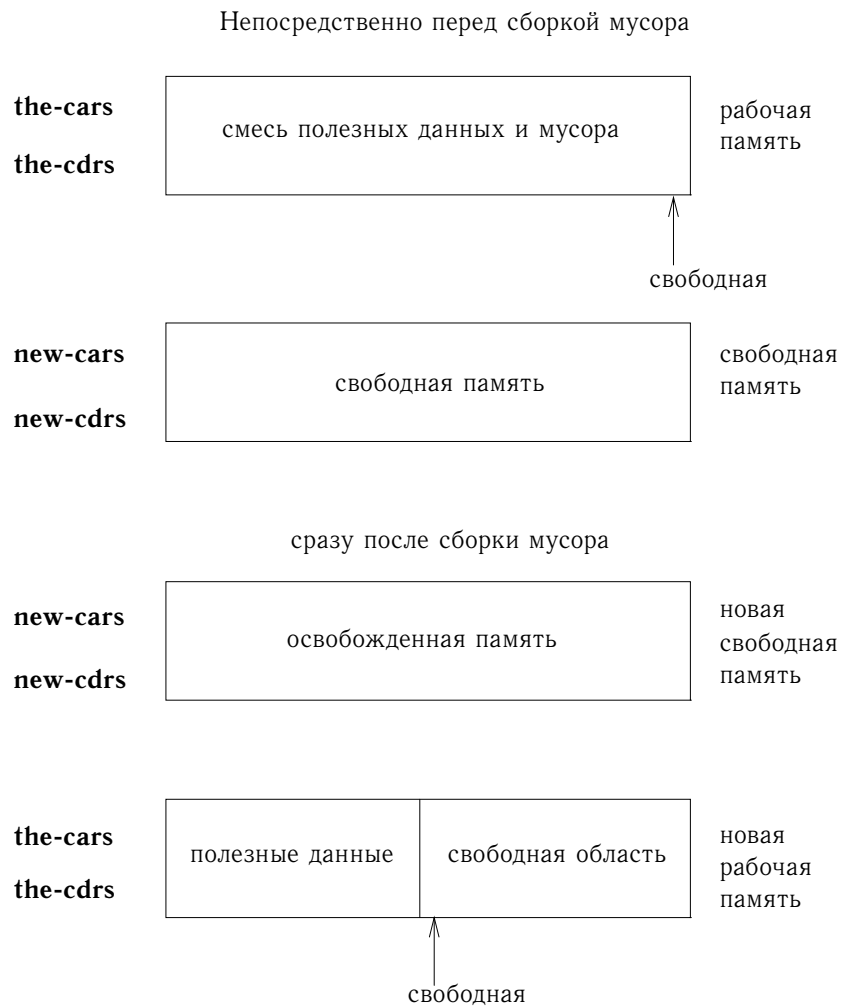 Непосредственно перед сборкой мусора
the-cars
the-cdrs
смесь полезных данных и мусора
рабочая
память
свободная
new-cars
new-cdrs
свободная память
свободная
память
сразу после сборки мусора
new-cars
new-cdrs
освобожденная память
новая
свободная
память
the-cars
the-cdrs
полезные данные
свободная область
новая
рабочая
память
свободная